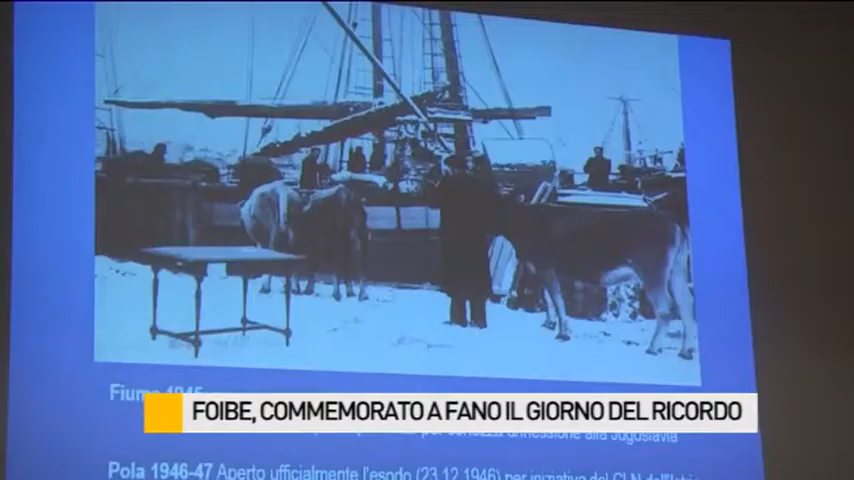 Fiume 1945
FOIBE, COMMEMORATO A FANO IL GIORNO DEL RICORDO
annessione alla Jugoslavia
Pola 1946-47 Aperto ufficialmente l'esodo (23.12.1946) per iniziativa del CLN dell'Istria